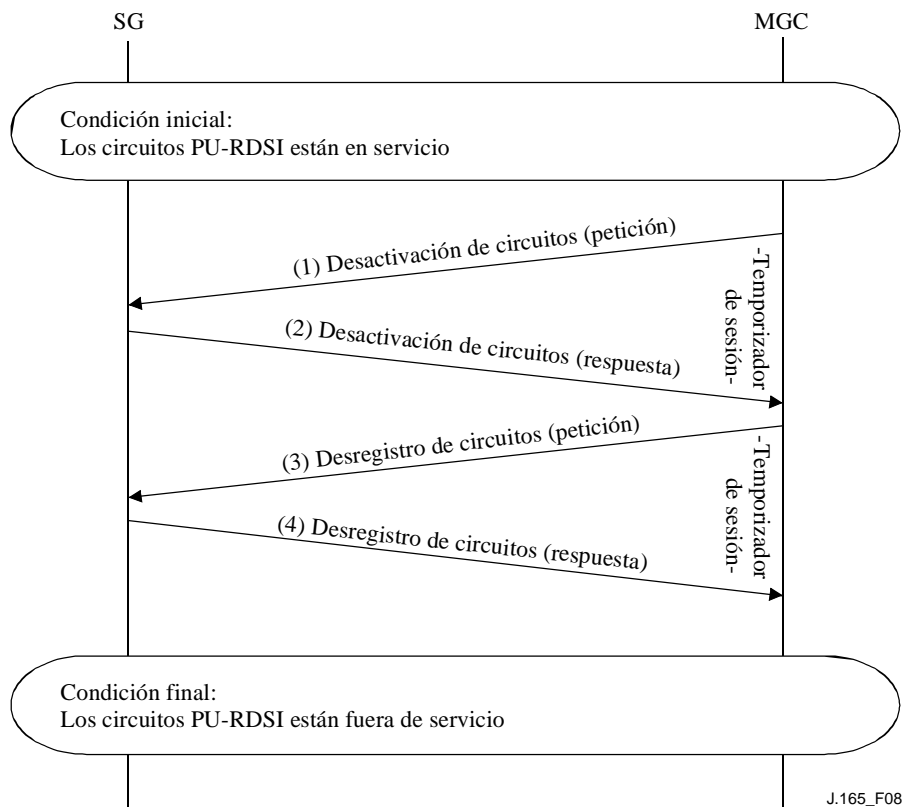 SG
MGC
Condición inicial:
Los circuitos PU-RDSI están en servicio
(1) Desactivación de circuitos (petición)
-Temporizador
de sesión-
(2) Desactivación de circuitos (respuesta)
(3) Desregistro de circuitos (petición)
-Temporizador
de sesión-
(4) Desregistro de circuitos (respuesta)
Condición final:
Los circuitos PU-RDSI están fuera de servicio
J.165_F08